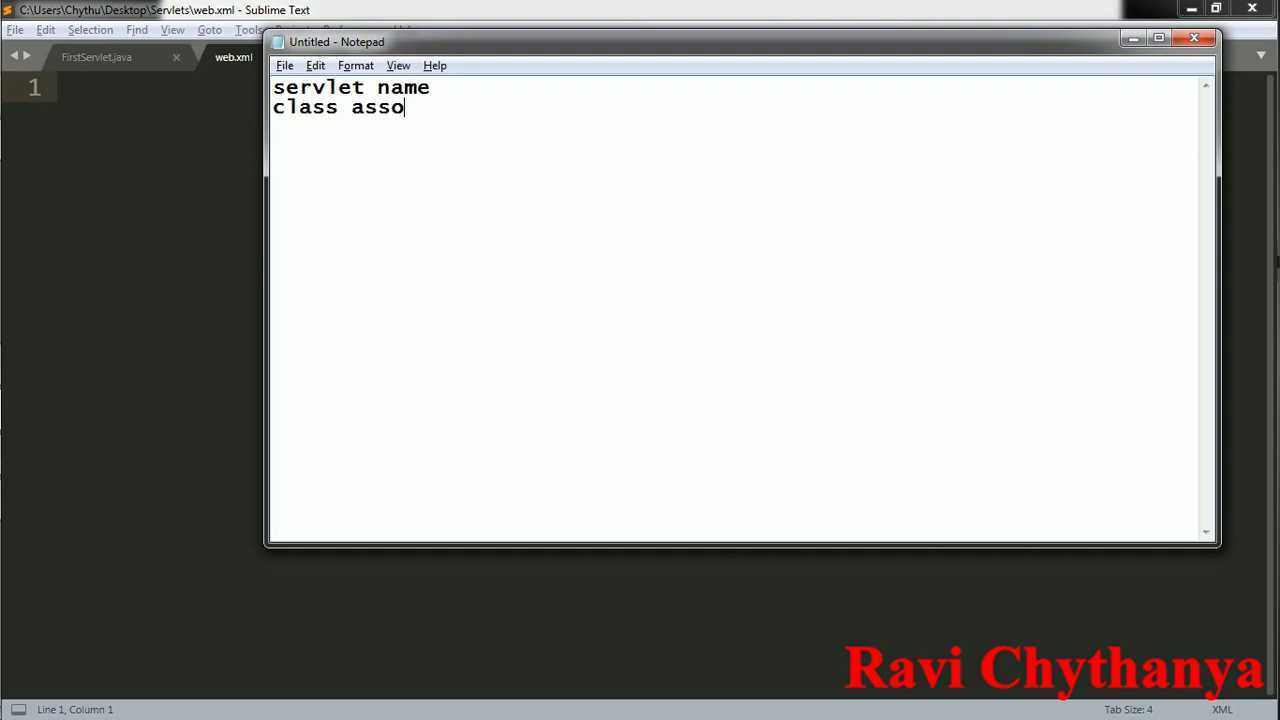 C:\Users\Chythu\Desktop\Servlets\web.xml - Sublime Text
File Edit Selection Find View Goto Tools
FirstServlet.java
web.xml
1
Untitled - Notepad
File Edit Format View Help
servlet name
class asso
Ravi Chythanya
Line 1, Column 1
Tab Size: 4
XML